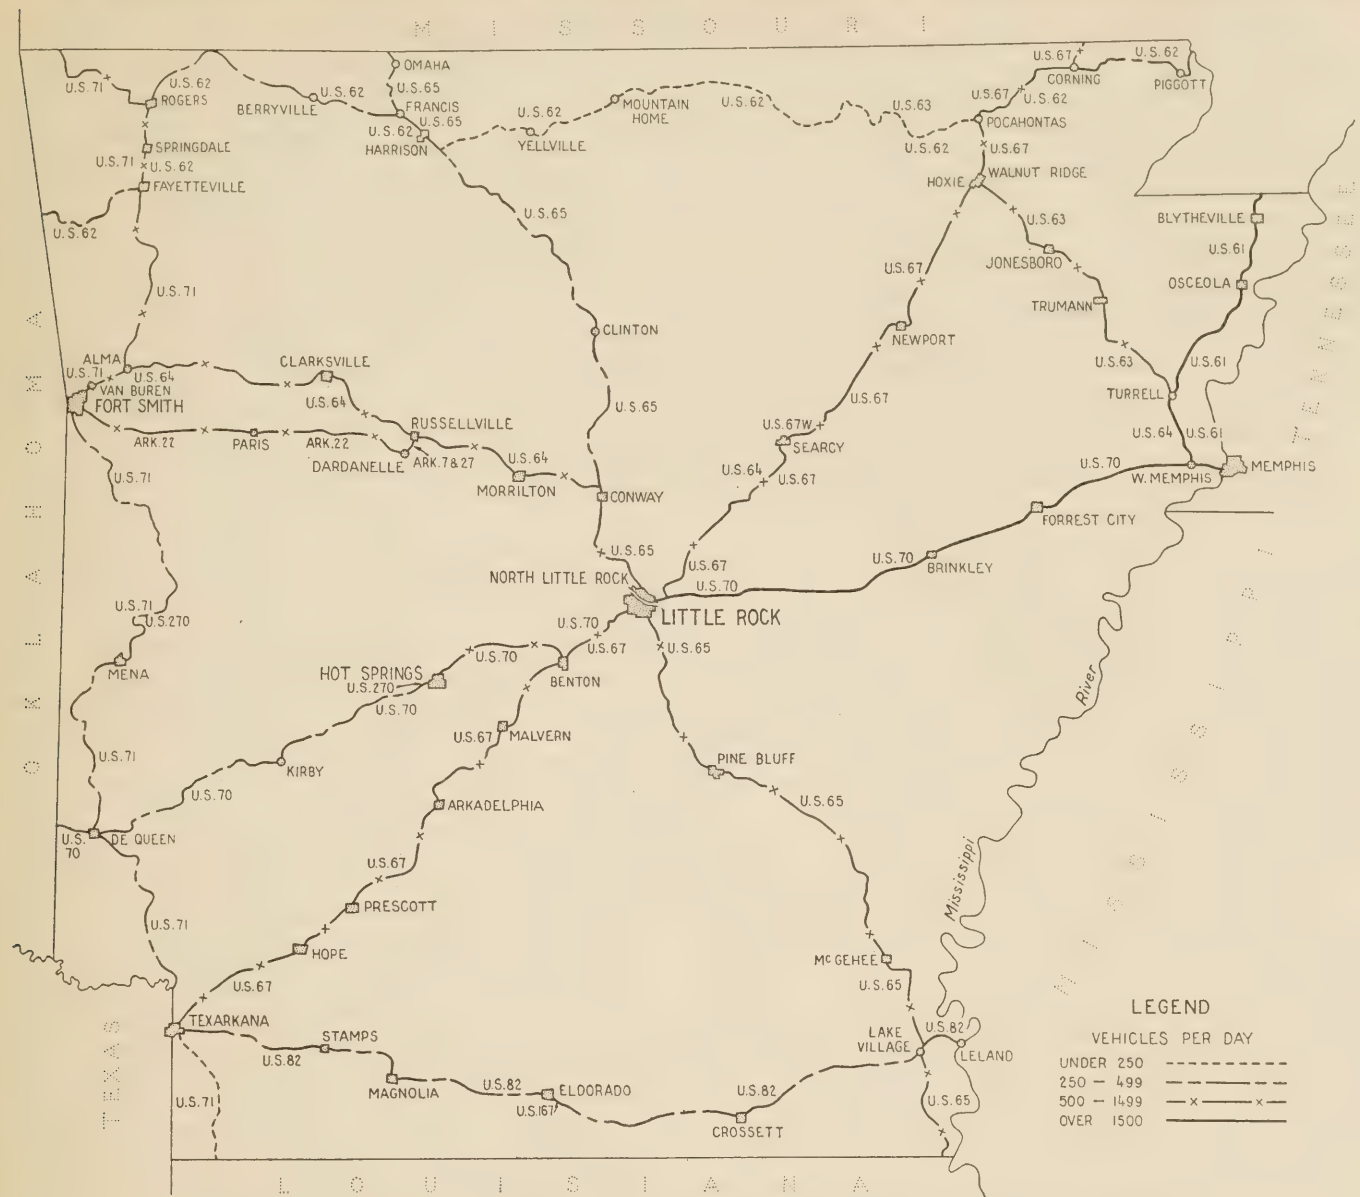 MISSOURI
OMAHA
U.S. 67
U.S. 62
CORNING
PIGGOTT
U.S. 71
U.S. 62
ROGERS
U.S. 65
BERRYVILLE
U.S. 62
FRANCIS
U.S. 65
U.S. 62
HARRISON
U.S. 62
YELLVILLE
MOUNTAIN
HOME
U.S. 62
U.S. 63
U.S. 67
U.S. 62
POCAHONTAS
U.S. 62
U.S. 67
SPRINGDALE
U.S. 71
U.S. 62
FAYETTEVILLE
U.S. 62
HOXIE
WALNUT RIDGE
U.S. 65
U.S. 63
BLYTHEVILLE
U.S. 61
JONESBORO
U.S. 67
OSCEOLA
TENNESSEE
U.S. 71
TRUMANN
CLINTON
NEWPORT
OKLAHOMA
ALMA
U.S. 71
U.S. 64
VAN BUREN
FORT SMITH
CLARKSVILLE
U.S. 64
U.S. 63
U.S. 61
TURRELL
U.S. 67
U.S. 65
RUSSELLVILLE
ARK. 22
PARIS
ARK. 22
DARDANELLE
ARK. 7 & 27
U.S. 64
MORRILTON
U.S. 67W
SEARCY
U.S. 64
U.S. 67
U.S. 64
U.S. 61
U.S. 70
W. MEMPHIS
MEMPHIS
U.S. 71
CONWAY
FORREST CITY
U.S. 65
U.S. 67
U.S. 70
BRINKLEY
NORTH LITTLE ROCK
U.S. 70
LITTLE ROCK
U.S. 71
U.S. 270
U.S. 70
U.S. 67
U.S. 65
MENA
HOT SPRINGS
U.S. 270
U.S. 70
U.S. 70
BENTON
River
MISSISSIPPI
U.S. 67
MALVERN
U.S. 71
KIRBY
U.S. 70
PINE BLUFF
U.S. 65
ARKADELPHIA
U.S.
70
DE QUEEN
U.S. 67
Mississippi
PRESCOTT
U.S. 71
HOPE
McGEHEE
U.S. 65
U.S. 67
TEXARKANA
TEXAS
STAMPS
U.S. 82
LAKE
VILLAGE
U.S. 82
LELAND
MAGNOLIA
U.S. 82
ELDORADO
U.S. 167
U.S. 82
CROSSETT
U.S. 71
U.S. 65
LOUISIANA
LEGEND
VEHICLES PER DAY
UNDER 250
250 - 499
500 - 1499
OVER 1500